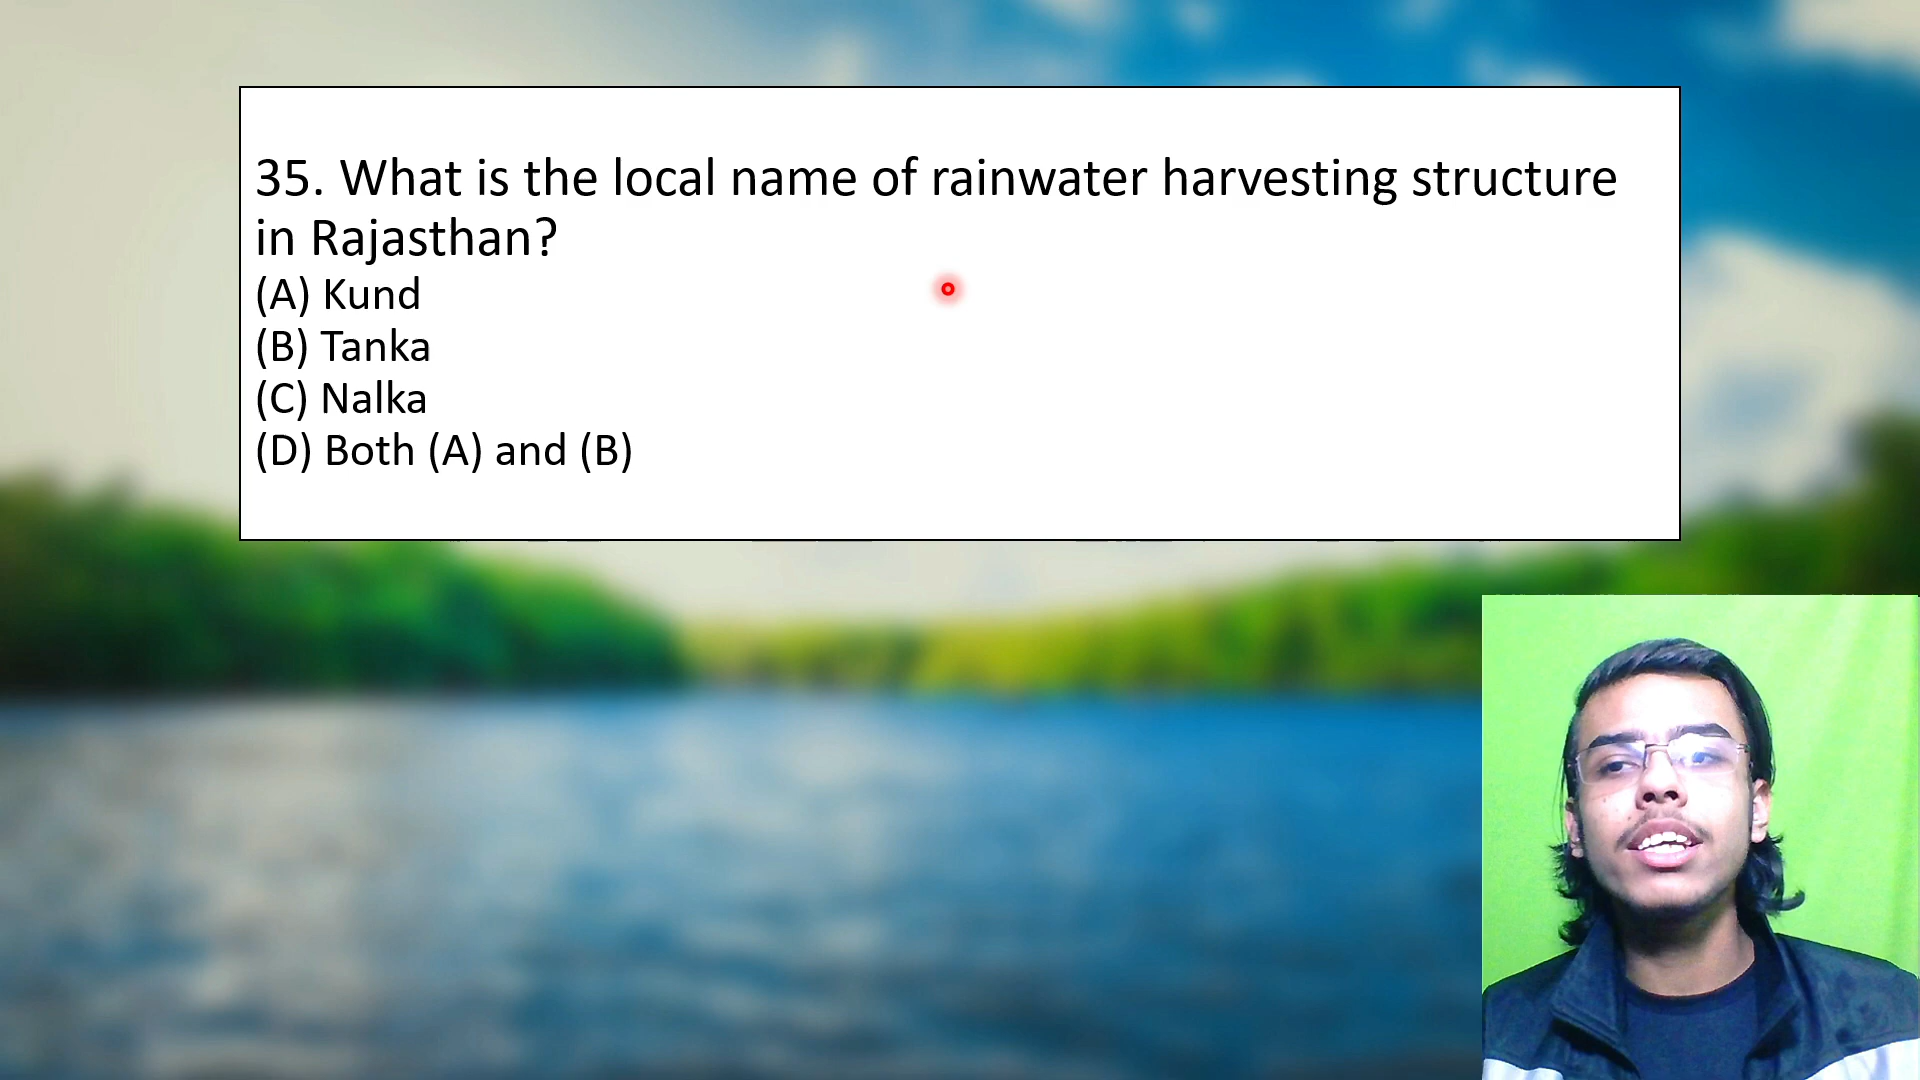 35. What is the local name of rainwater harvesting structure
in Rajasthan?
(A) Kund
(B) Tanka
(C) Nalka
(D) Both (A) and (B)